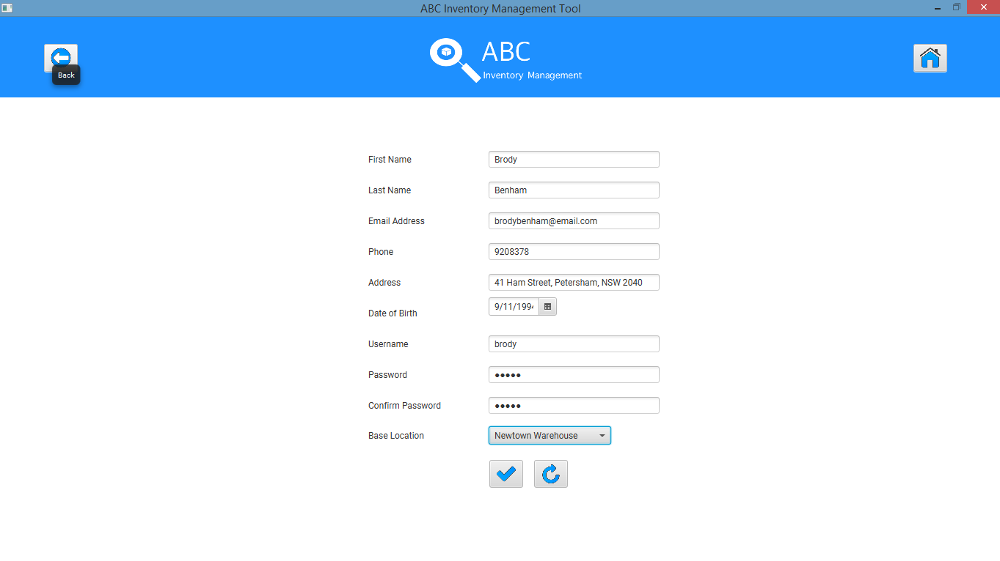 ABC Inventory Management Tool
Back
ABC
Inventory Management
First Name Brody
Last Name Benham
Email Address brodybenham@email.com
Phone 9208378
Address 41 Ham Street, Petersham, NSW 2040
Date of Birth 9/11/1994
Username brody
Password •••••
Confirm Password •••••
Base Location Newtown Warehouse